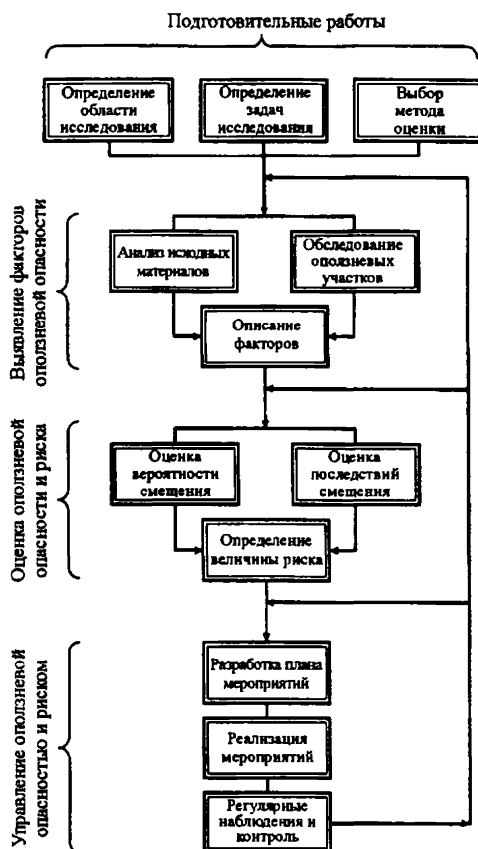 Подготовительные работы
Определение
области
исследования
Определение
задач
исследования
Выбор
метода
оценки
Выявление факторов
оползневой опасности
Анализ исходных
материалов
Обследование
оползневых
участков
Описание
факторов
Оценка оползневой
опасности и риска
Оценка
вероятности
смещения
Оценка
последствий
смещения
Определение
величины риска
Управление оползневой
опасностью и риском
Разработка плана
мероприятий
Реализация
мероприятий
Регулярные
наблюдения и
контроль